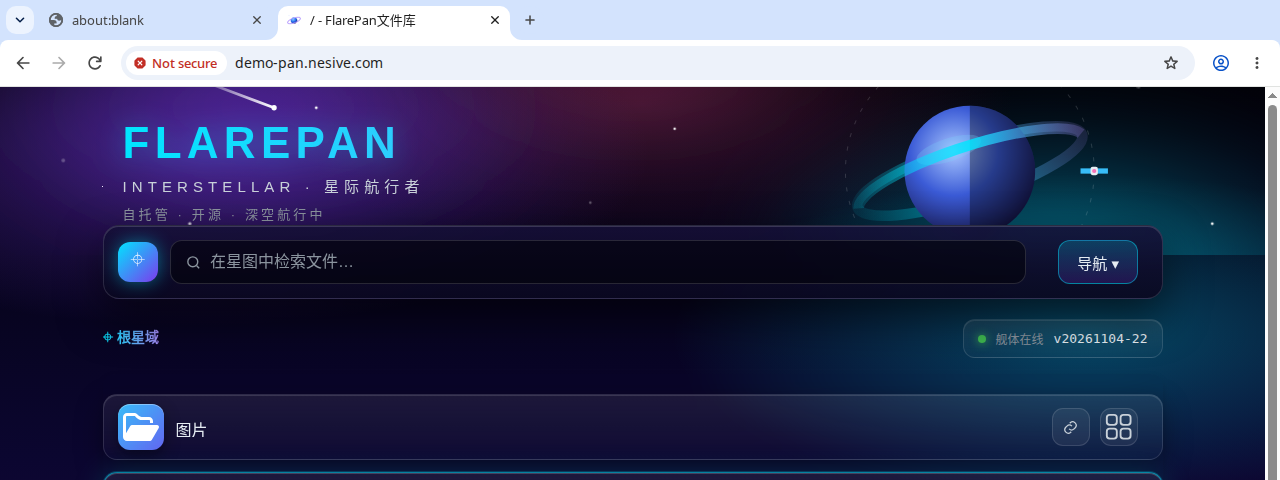 about:blank
/ - FlarePan文件库
Not secure
demo-pan.nesive.com
FLAREPAN
INTERSTELLAR · 星际航行者
自托管 · 开源 · 深空航行中
在星图中检索文件…
导航 ▾
⌖ 根星域
舰体在线 v20261104-22
图片